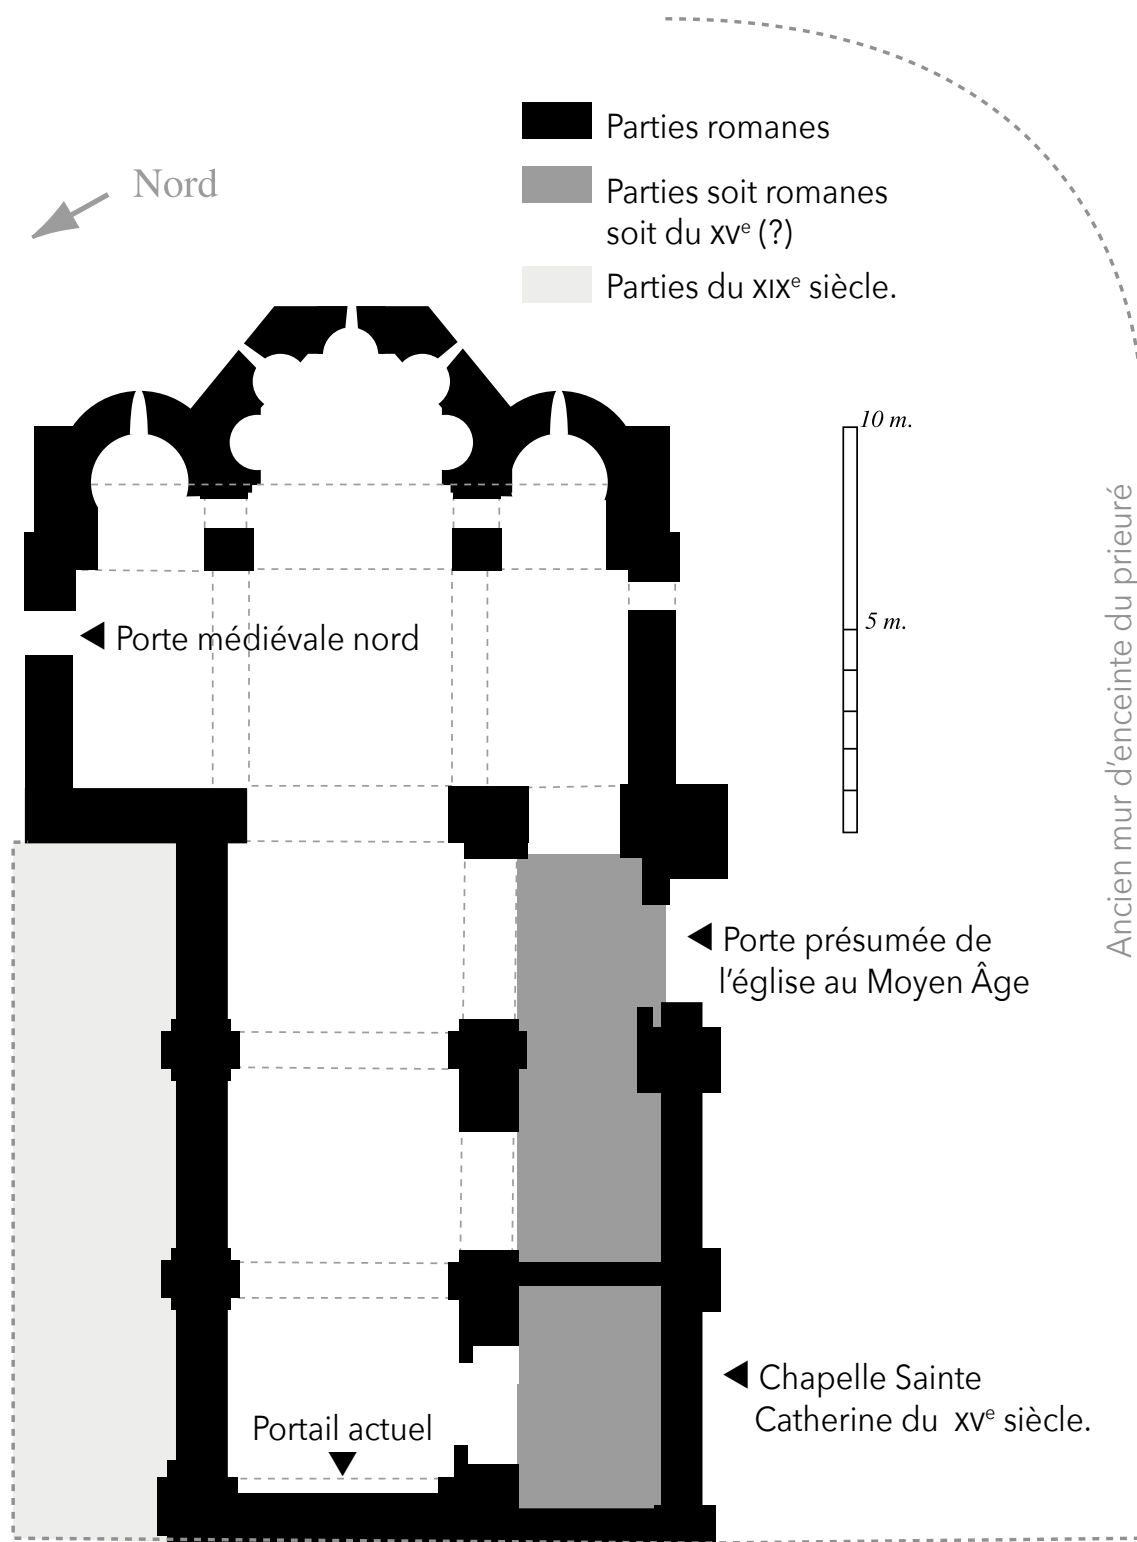 Parties romanes
Nord
Parties soit romanes
soit du XVe (?)
Parties du XIXe siècle.
10 m.
5 m.
Ancien mur d'enceinte du prieuré
Porte médiévale nord
Porte présumée de
l'église au Moyen Âge
Chapelle Sainte
Catherine du XVe siècle.
Portail actuel